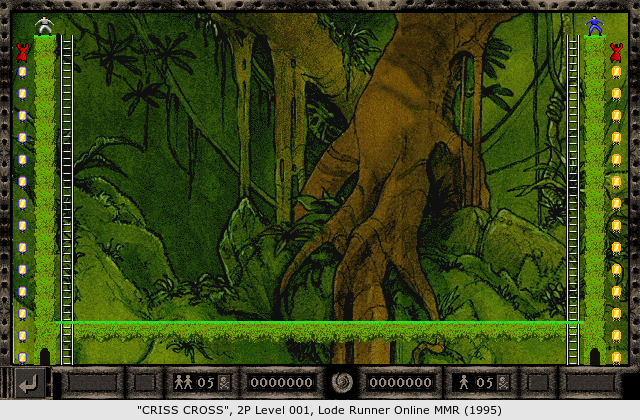 05 0000000 0000000 05
"CRISS CROSS", 2P Level 001, Lode Runner Online MMR (1995)